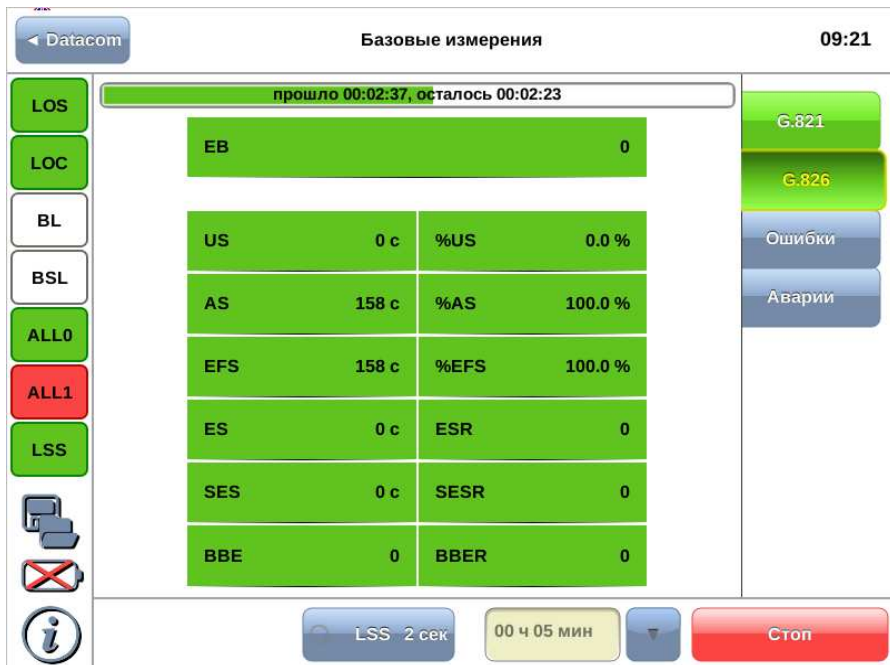 ◄ Datacom Базовые измерения 09:21
прошло 00:02:37, осталось 00:02:23
LOS
LOC
BL
BSL
ALL0
ALL1
LSS
EB 0
US 0 с %US 0.0 %
AS 158 с %AS 100.0 %
EFS 158 с %EFS 100.0 %
ES 0 с ESR 0
SES 0 с SESR 0
BBE 0 BBER 0
G.821
G.826
Ошибки
Аварии
i
LSS 2 сек 00 ч 05 мин ▼ Стоп